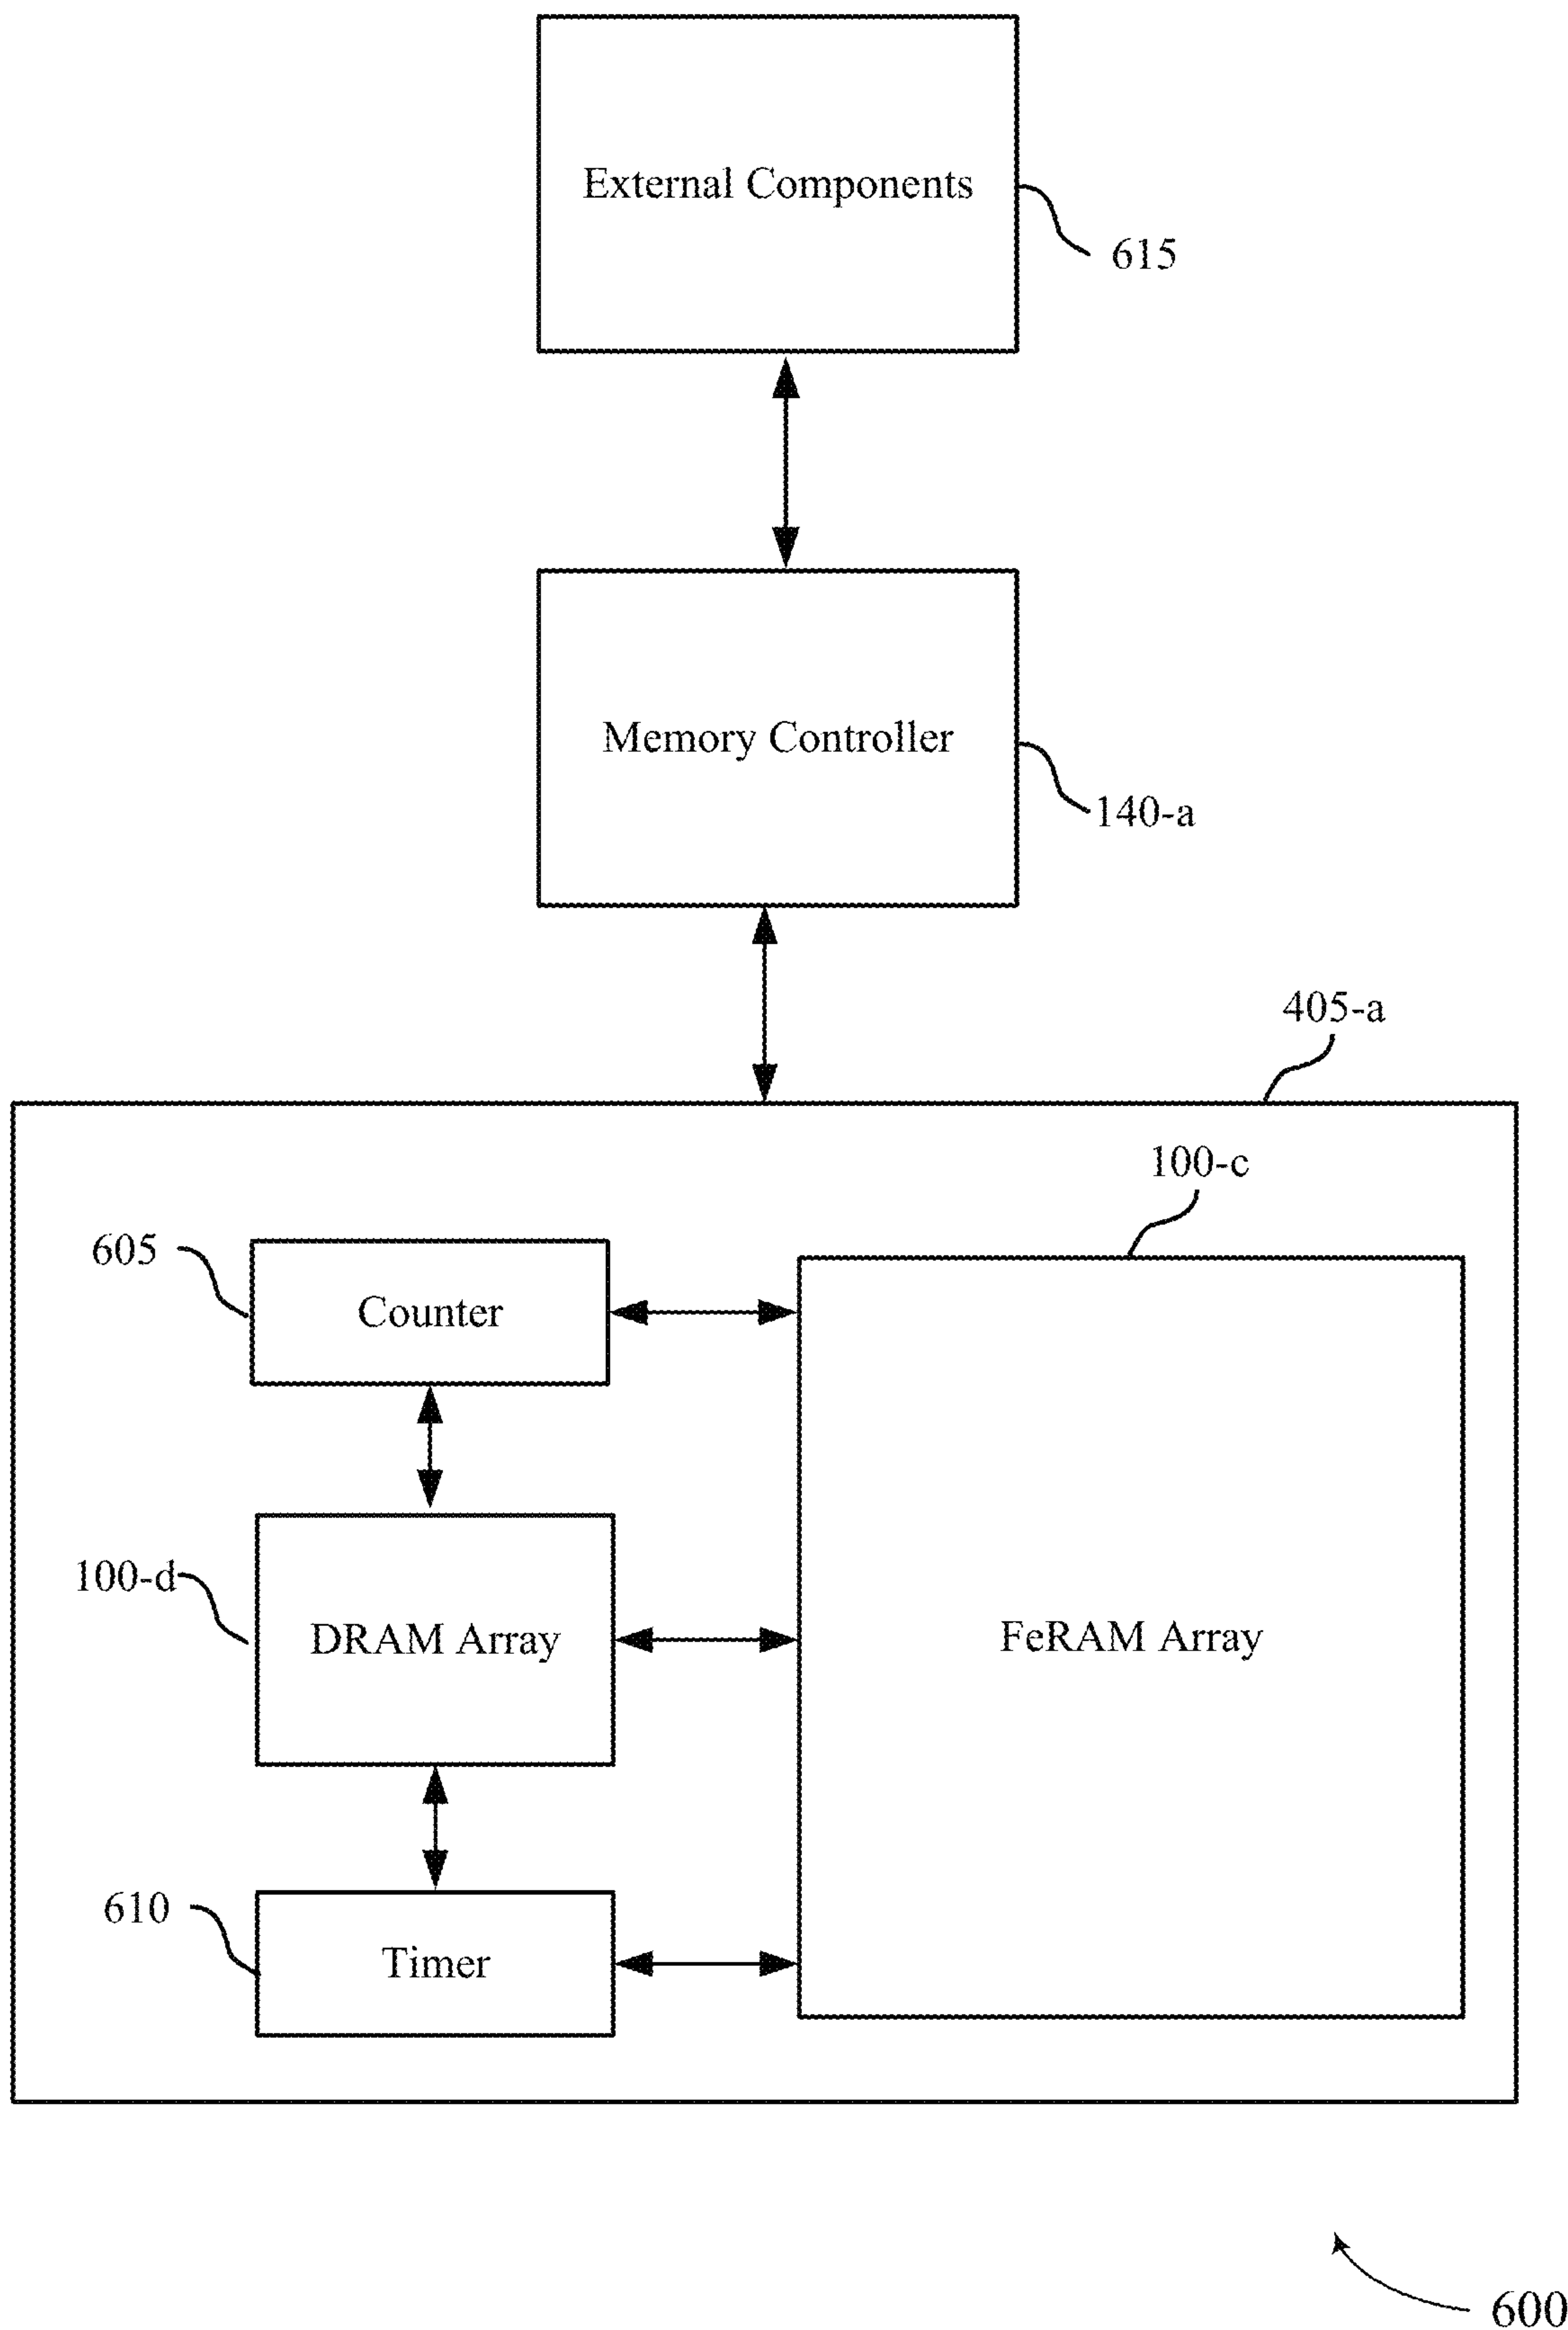 External Components
615
Memory Controller
140-a
405-a
100-c
605
Counter
100-d
DRAM Array
FeRAM Array
610
Timer
600